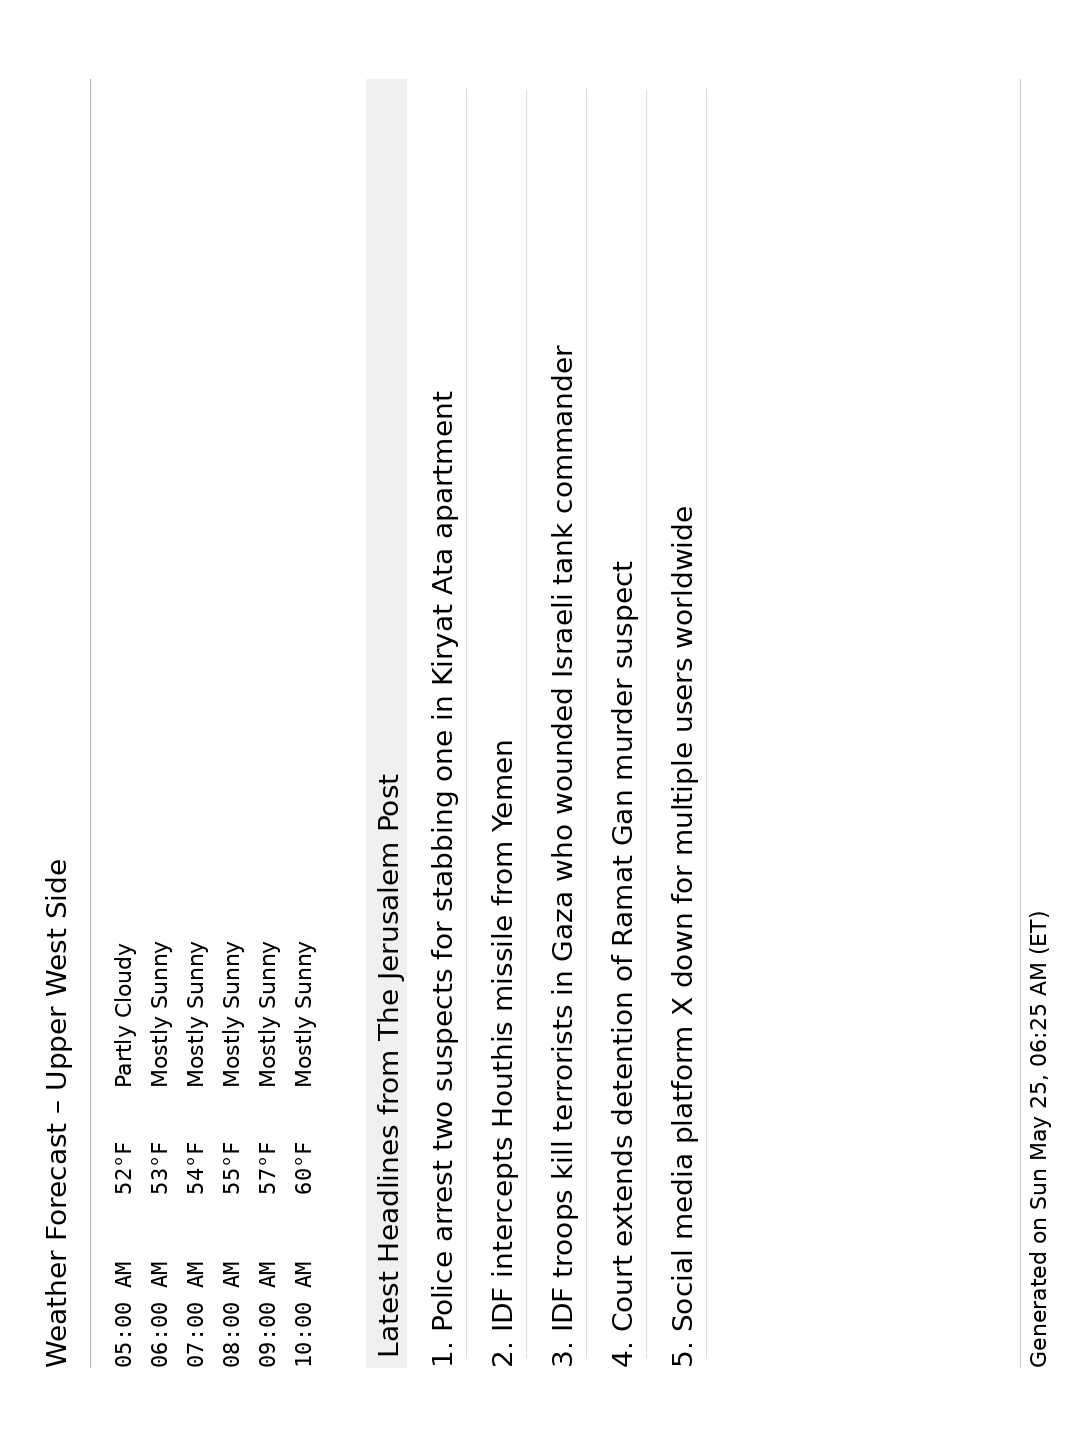 Weather Forecast – Upper West Side
05:00 AM 52°F Partly Cloudy
06:00 AM 53°F Mostly Sunny
07:00 AM 54°F Mostly Sunny
08:00 AM 55°F Mostly Sunny
09:00 AM 57°F Mostly Sunny
10:00 AM 60°F Mostly Sunny
Latest Headlines from The Jerusalem Post
1. Police arrest two suspects for stabbing one in Kiryat Ata apartment
2. IDF intercepts Houthis missile from Yemen
3. IDF troops kill terrorists in Gaza who wounded Israeli tank commander
4. Court extends detention of Ramat Gan murder suspect
5. Social media platform X down for multiple users worldwide
Generated on Sun May 25, 06:25 AM (ET)